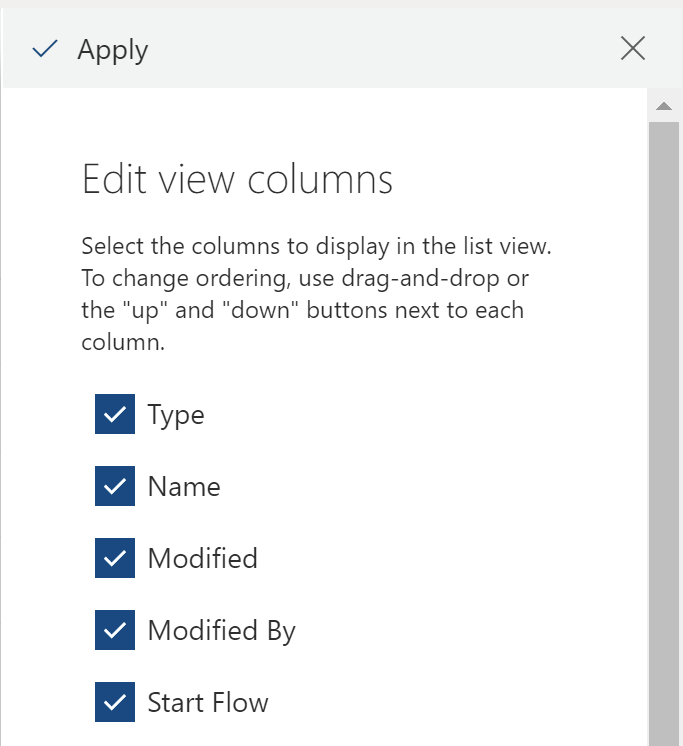 Apply
Edit view columns
Select the columns to display in the list view.
To change ordering, use drag-and-drop or
the "up" and "down" buttons next to each
column.
Type
Name
Modified
Modified By
Start Flow